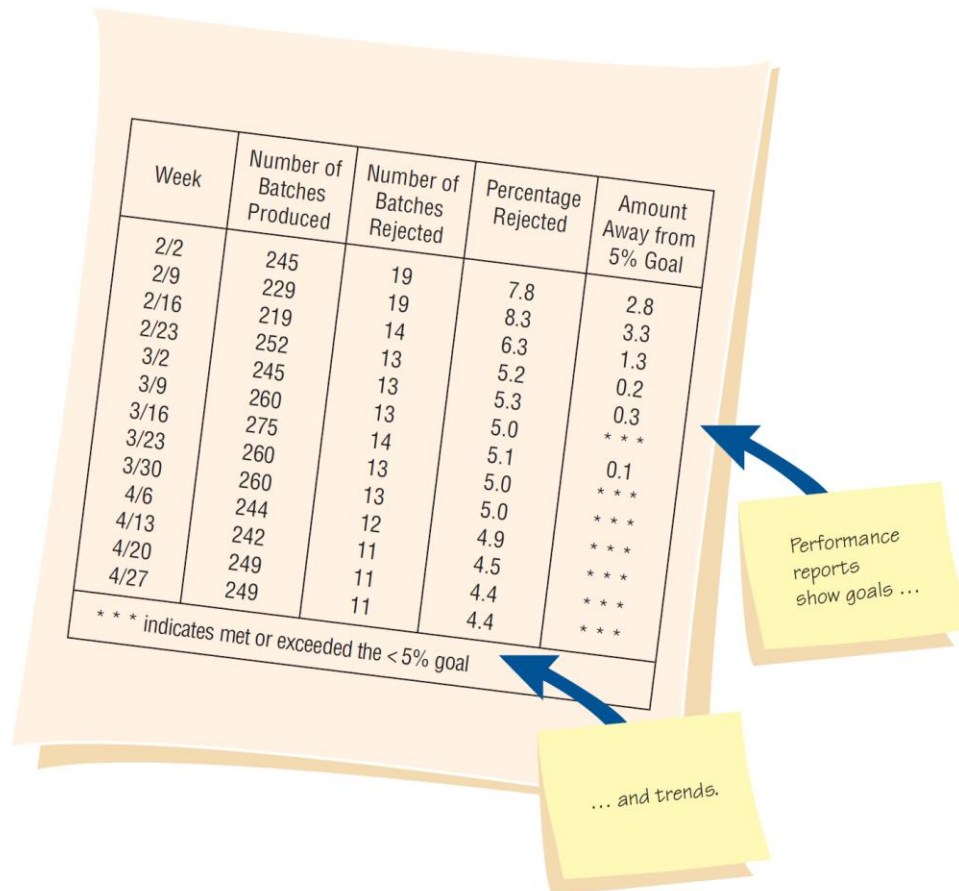 Week
Number of
Batches
Produced
Number of
Batches
Rejected
Percentage
Rejected
Amount
Away from
5% Goal
2/2 245 19 7.8 2.8
2/9 229 19 8.3 3.3
2/16 219 14 6.3 1.3
2/23 252 13 5.2 0.2
3/2 245 13 5.3 0.3
3/9 260 13 5.0 * * *
3/16 275 14 5.1 0.1
3/23 260 13 5.0 * * *
3/30 260 13 5.0 * * *
4/6 244 12 4.9 * * *
4/13 242 11 4.5 * * *
4/20 249 11 4.4 * * *
4/27 249 11 4.4 * * *
* * * indicates met or exceeded the < 5% goal
Performance
reports
show goals ...
... and trends.